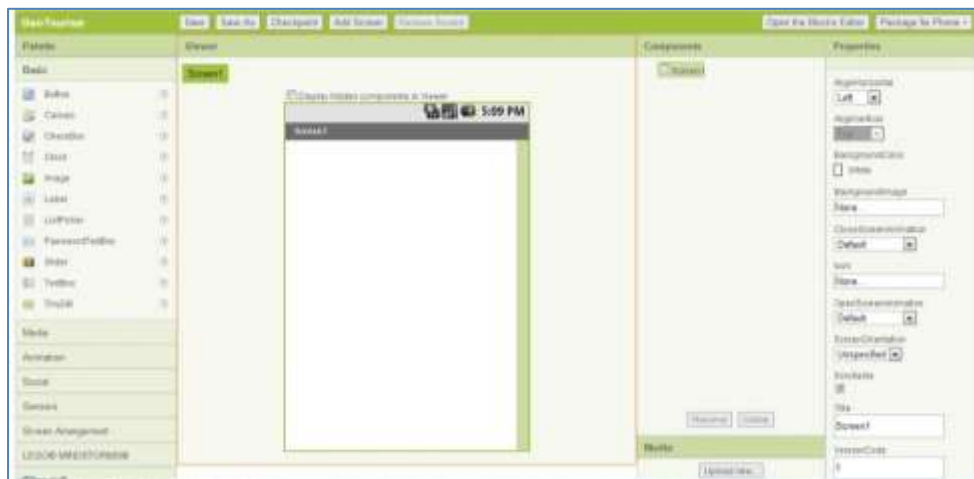 GeoTourism
Save
Save As
Checkpoint
Add Screen
Remove Screen
Open the Blocks Editor
Package for Phone
Palette
Viewer
Components
Properties
Basic
Button
Canvas
CheckBox
Clock
Image
Label
ListPicker
PasswordTextBox
Slider
TextBox
TinyDB
Media
Animation
Social
Sensors
Screen Arrangement
LEGO® MINDSTORMS®
Screen1
Display hidden components in Viewer
5:09 PM
Screen1
Screen1
Rename
Delete
Media
Upload new...
AlignHorizontal
Left
AlignVertical
Top
BackgroundColor
White
BackgroundImage
None
CloseScreenAnimation
Default
Icon
None...
OpenScreenAnimation
Default
ScreenOrientation
Unspecified
Scrollable
Title
Screen1
VersionCode
1